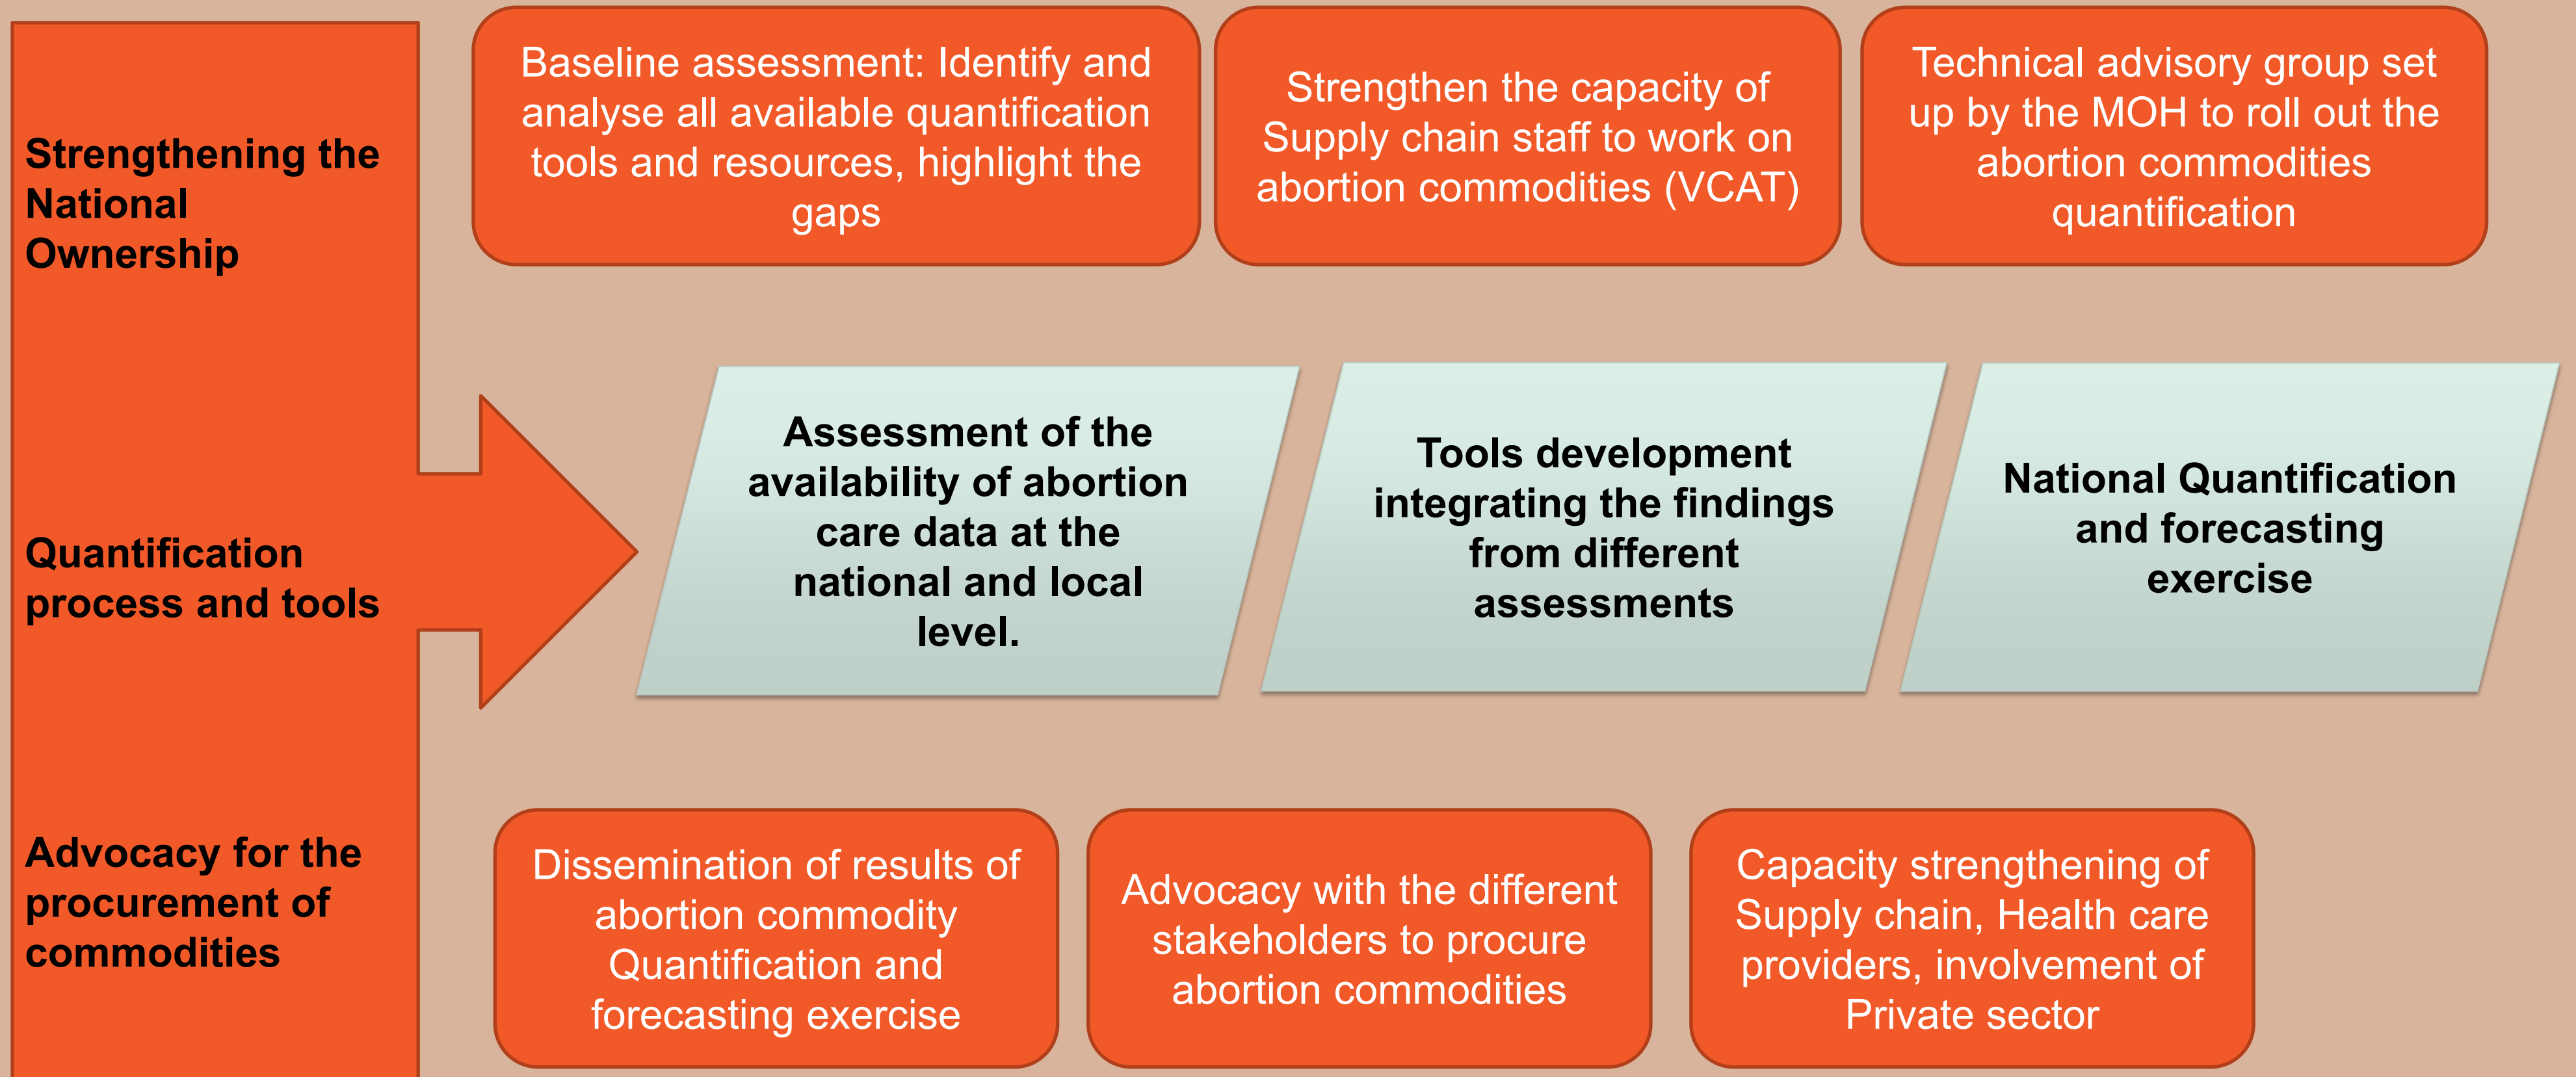 Strengthening the
National
Ownership
Baseline assessment: Identify and
analyse all available quantification
tools and resources, highlight the
gaps
Strengthen the capacity of
Supply chain staff to work on
abortion commodities (VCAT)
Technical advisory group set
up by the MOH to roll out the
abortion commodities
quantification
Quantification
process and tools
Assessment of the
availability of abortion
care data at the
national and local
level.
Tools development
integrating the findings
from different
assessments
National Quantification
and forecasting
exercise
Advocacy for the
procurement of
commodities
Dissemination of results of
abortion commodity
Quantification and
forecasting exercise
Advocacy with the different
stakeholders to procure
abortion commodities
Capacity strengthening of
Supply chain, Health care
providers, involvement of
Private sector